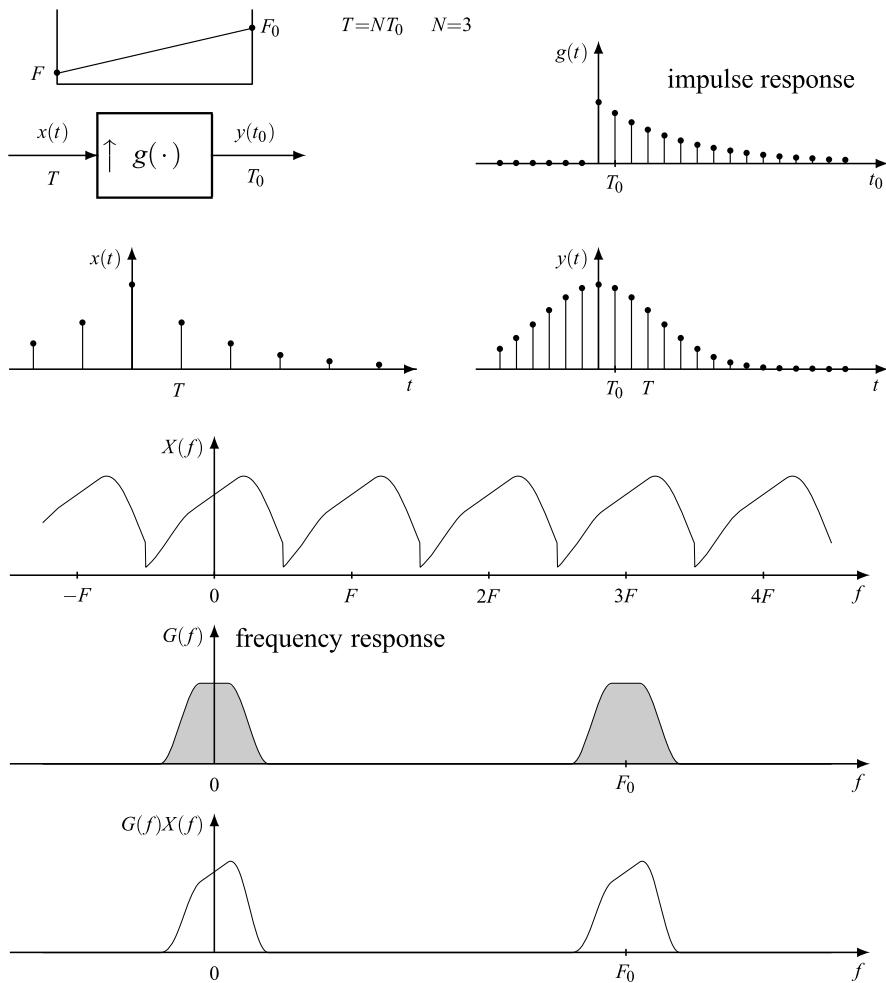 F₀
T=NT₀ N=3
F
g(t)
impulse response
x(t)
↑ g(·)
y(t₀)
T
T₀
T₀
t₀
x(t)
T
t
y(t)
T₀ T
t
X(f)
−F 0 F 2F 3F 4F f
G(f) frequency response
0 F₀ f
G(f)X(f)
0 F₀ f